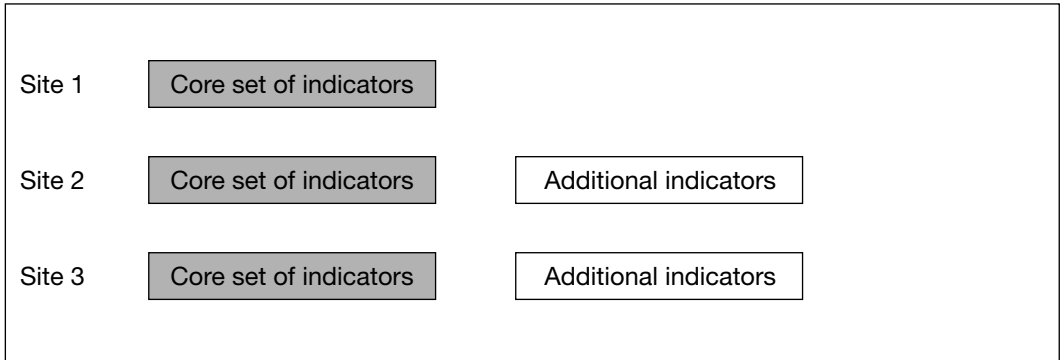 Site 1 Core set of indicators
Site 2 Core set of indicators Additional indicators
Site 3 Core set of indicators Additional indicators